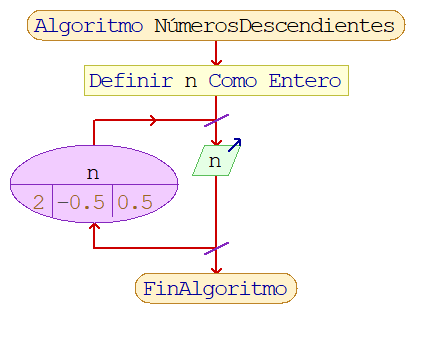 Algoritmo NúmerosDescendientes
Definir n Como Entero
n
n
2 -0.5 0.5
FinAlgoritmo